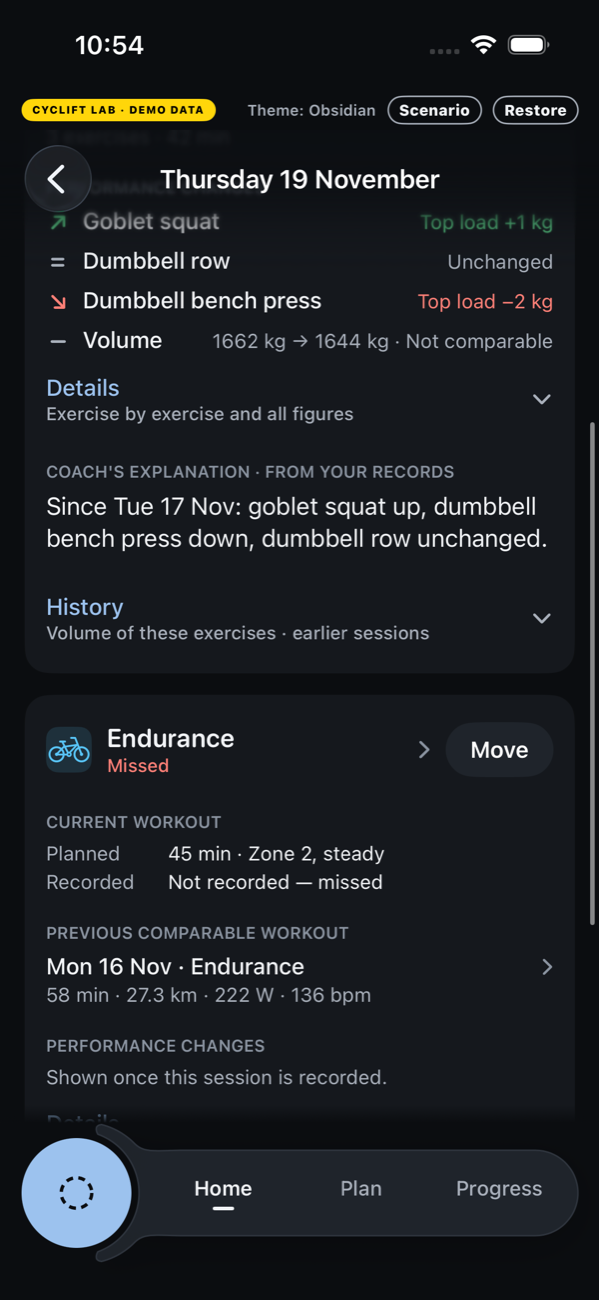 10:54
CYCLIFT LAB · DEMO DATA
Theme: Obsidian
Scenario
Restore
Thursday 19 November
Goblet squat
Top load +1 kg
Dumbbell row
Unchanged
Dumbbell bench press
Top load −2 kg
Volume
1662 kg → 1644 kg · Not comparable
Details
Exercise by exercise and all figures
COACH'S EXPLANATION · FROM YOUR RECORDS
Since Tue 17 Nov: goblet squat up, dumbbell
bench press down, dumbbell row unchanged.
History
Volume of these exercises · earlier sessions
Endurance
Missed
Move
CURRENT WORKOUT
Planned
45 min · Zone 2, steady
Recorded
Not recorded — missed
PREVIOUS COMPARABLE WORKOUT
Mon 16 Nov · Endurance
58 min · 27.3 km · 222 W · 136 bpm
PERFORMANCE CHANGES
Shown once this session is recorded.
Details
Home
Plan
Progress